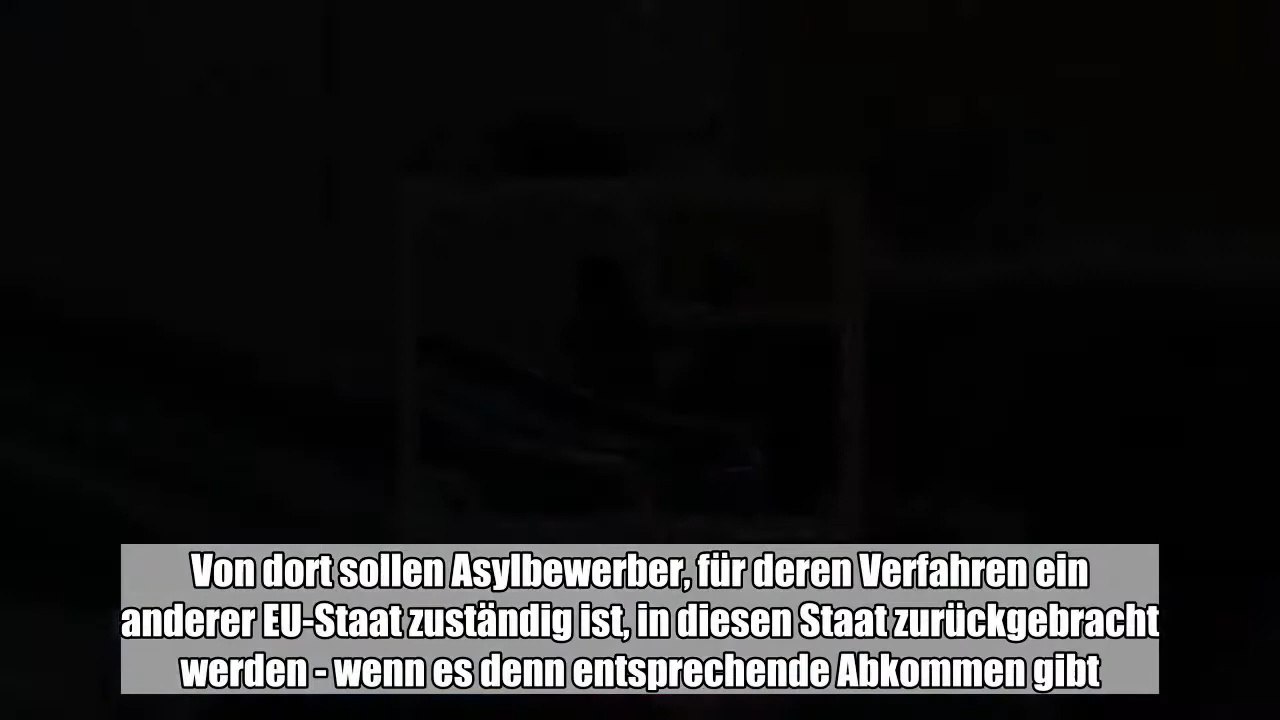 Von dort sollen Asylbewerber, für deren Verfahren ein
anderer EU-Staat zuständig ist, in diesen Staat zurückgebracht
werden - wenn es denn entsprechende Abkommen gibt